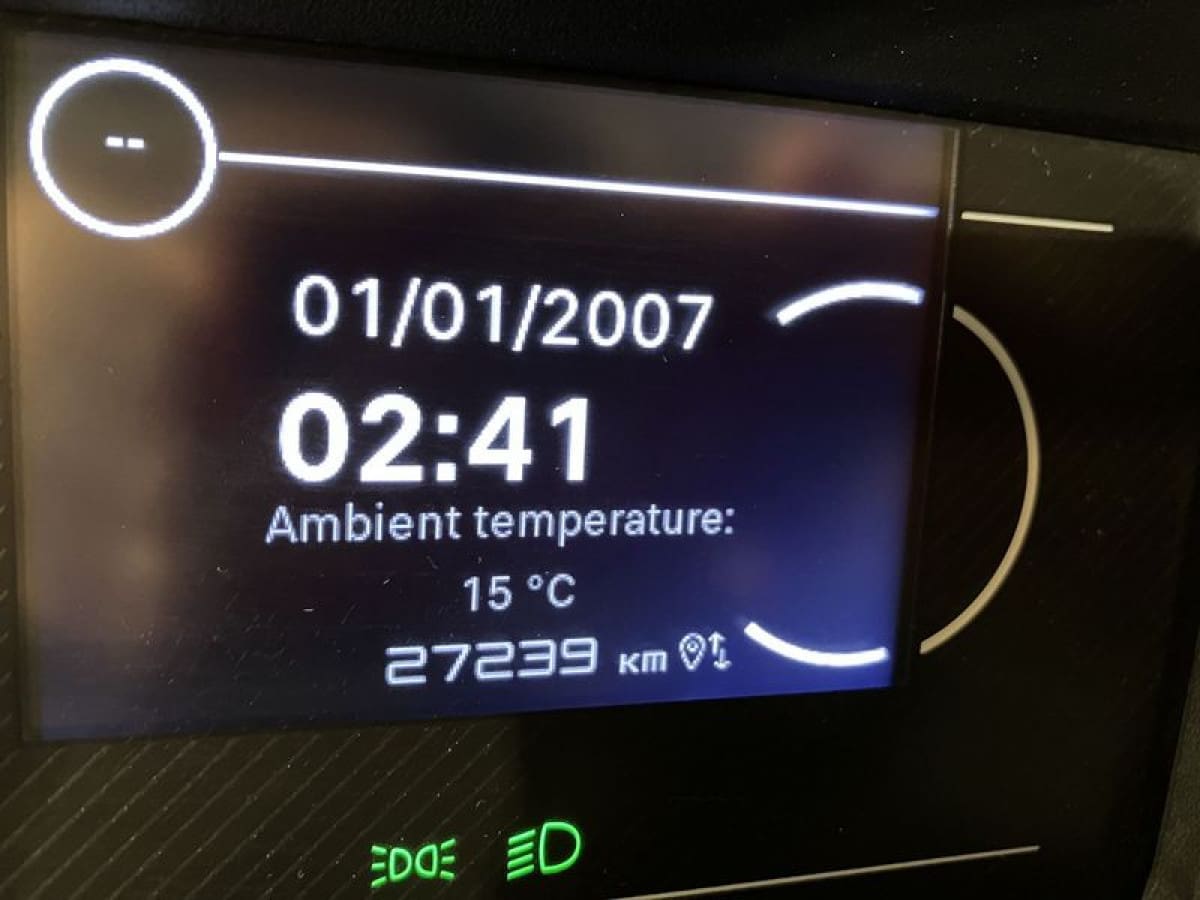 --
01/01/2007
02:41
Ambient temperature:
15 °C
27239 km